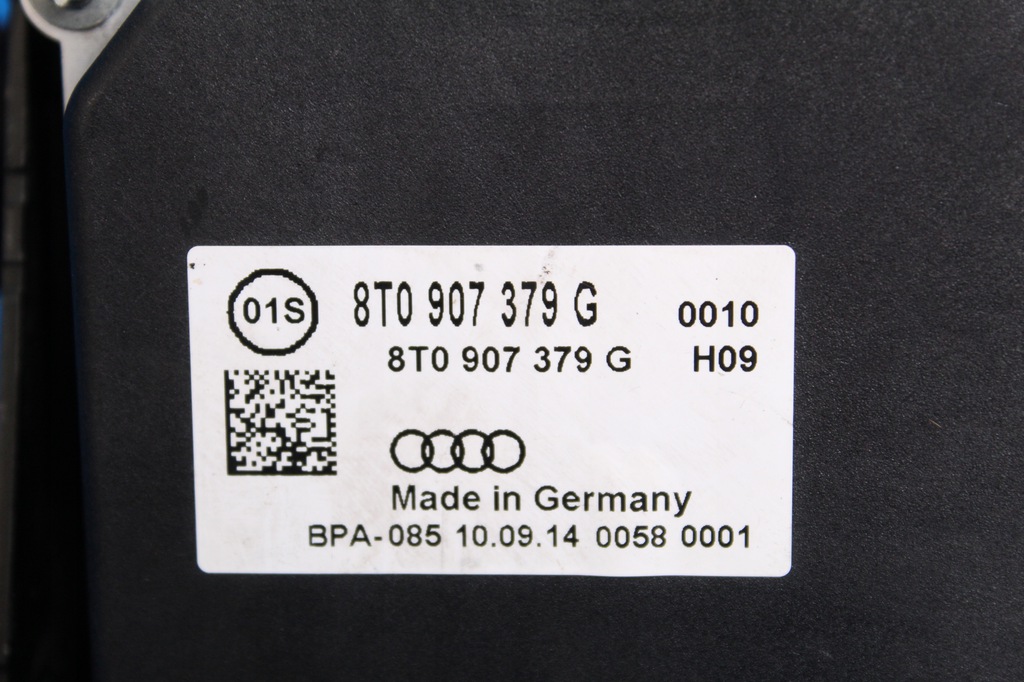 01S 8T0 907 379 G 0010
8T0 907 379 G H09
Made in Germany
BPA-085 10.09.14 0058 0001